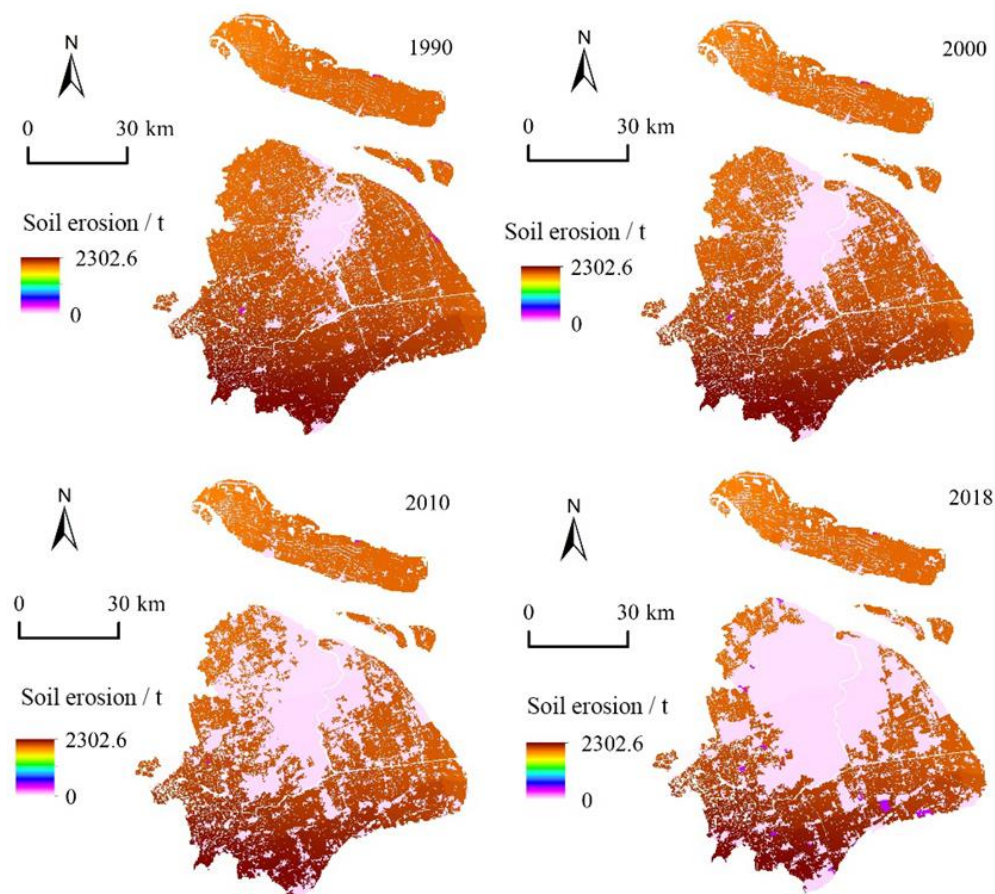 N
1990
0 30 km
Soil erosion / t
2302.6
0
N
2000
0 30 km
Soil erosion / t
2302.6
0
N
2010
0 30 km
Soil erosion / t
2302.6
0
N
2018
0 30 km
Soil erosion / t
2302.6
0